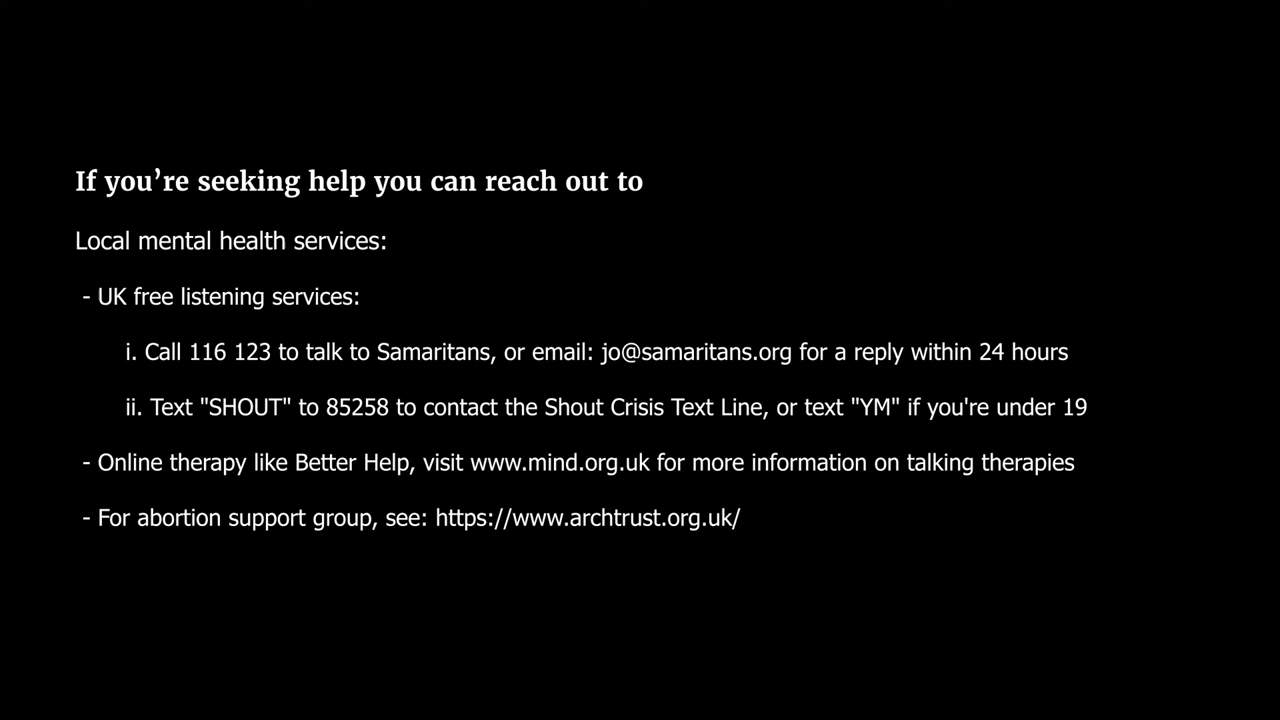 If you’re seeking help you can reach out to
Local mental health services:
- UK free listening services:
i. Call 116 123 to talk to Samaritans, or email: jo@samaritans.org for a reply within 24 hours
ii. Text "SHOUT" to 85258 to contact the Shout Crisis Text Line, or text "YM" if you're under 19
- Online therapy like Better Help, visit www.mind.org.uk for more information on talking therapies
- For abortion support group, see: https://www.archtrust.org.uk/